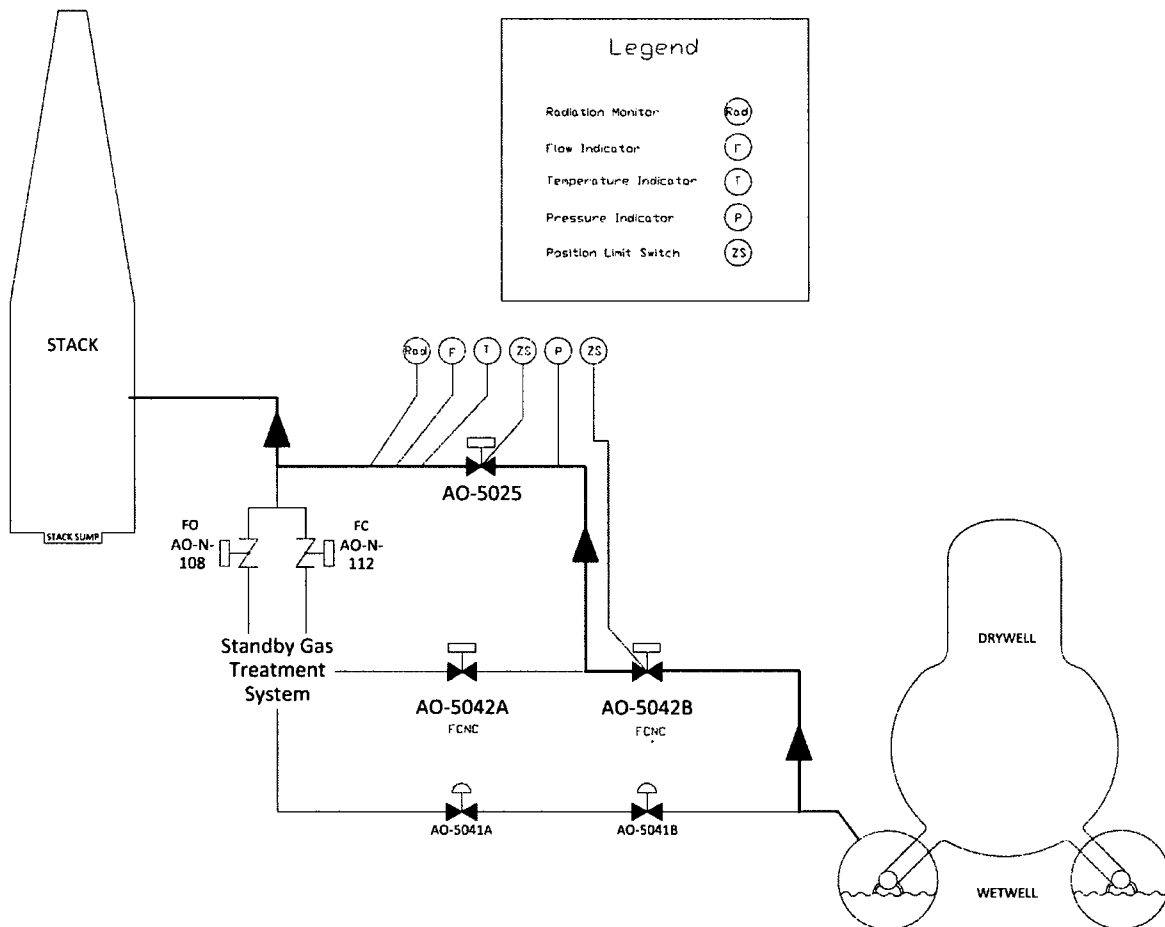 Legend
Radiation Monitor Rad
Flow Indicator F
Temperature Indicator T
Pressure Indicator P
Position Limit Switch ZS
STACK
Rad F T ZS P ZS
AO-5025
STACK SUMP
FO
AO-N-
108
FC
AO-N-
112
Standby Gas
Treatment
System
AO-5042A
FCNC
AO-5042B
FCNC
AO-5041A
AO-5041B
DRYWELL
WETWELL